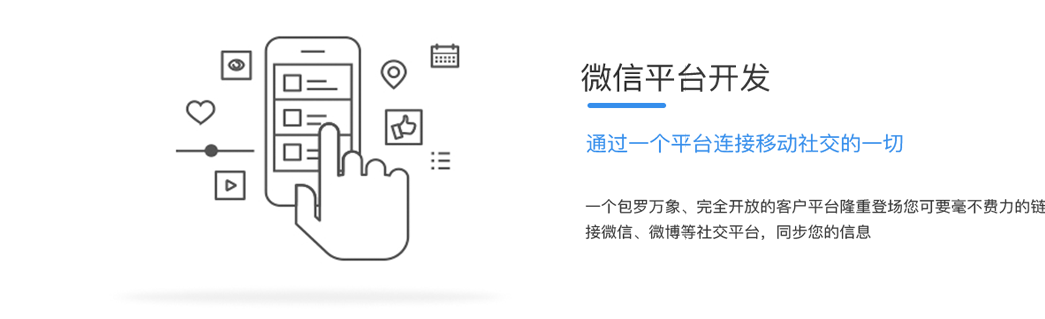 微信平台开发
通过一个平台连接移动社交的一切
一个包罗万象、完全开放的客户平台隆重登场您可要毫不费力的链
接微信、微博等社交平台，同步您的信息